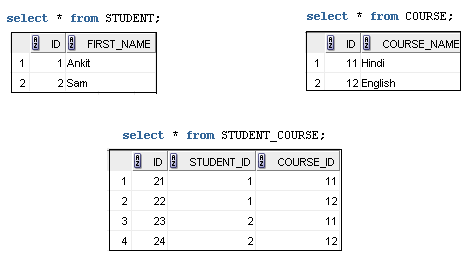 select * from STUDENT;
ID FIRST_NAME
1 1 Ankit
2 2 Sam
select * from COURSE;
ID COURSE_NAME
1 11 Hindi
2 12 English
select * from STUDENT_COURSE;
ID STUDENT_ID COURSE_ID
1 21 1 11
2 22 1 12
3 23 2 11
4 24 2 12